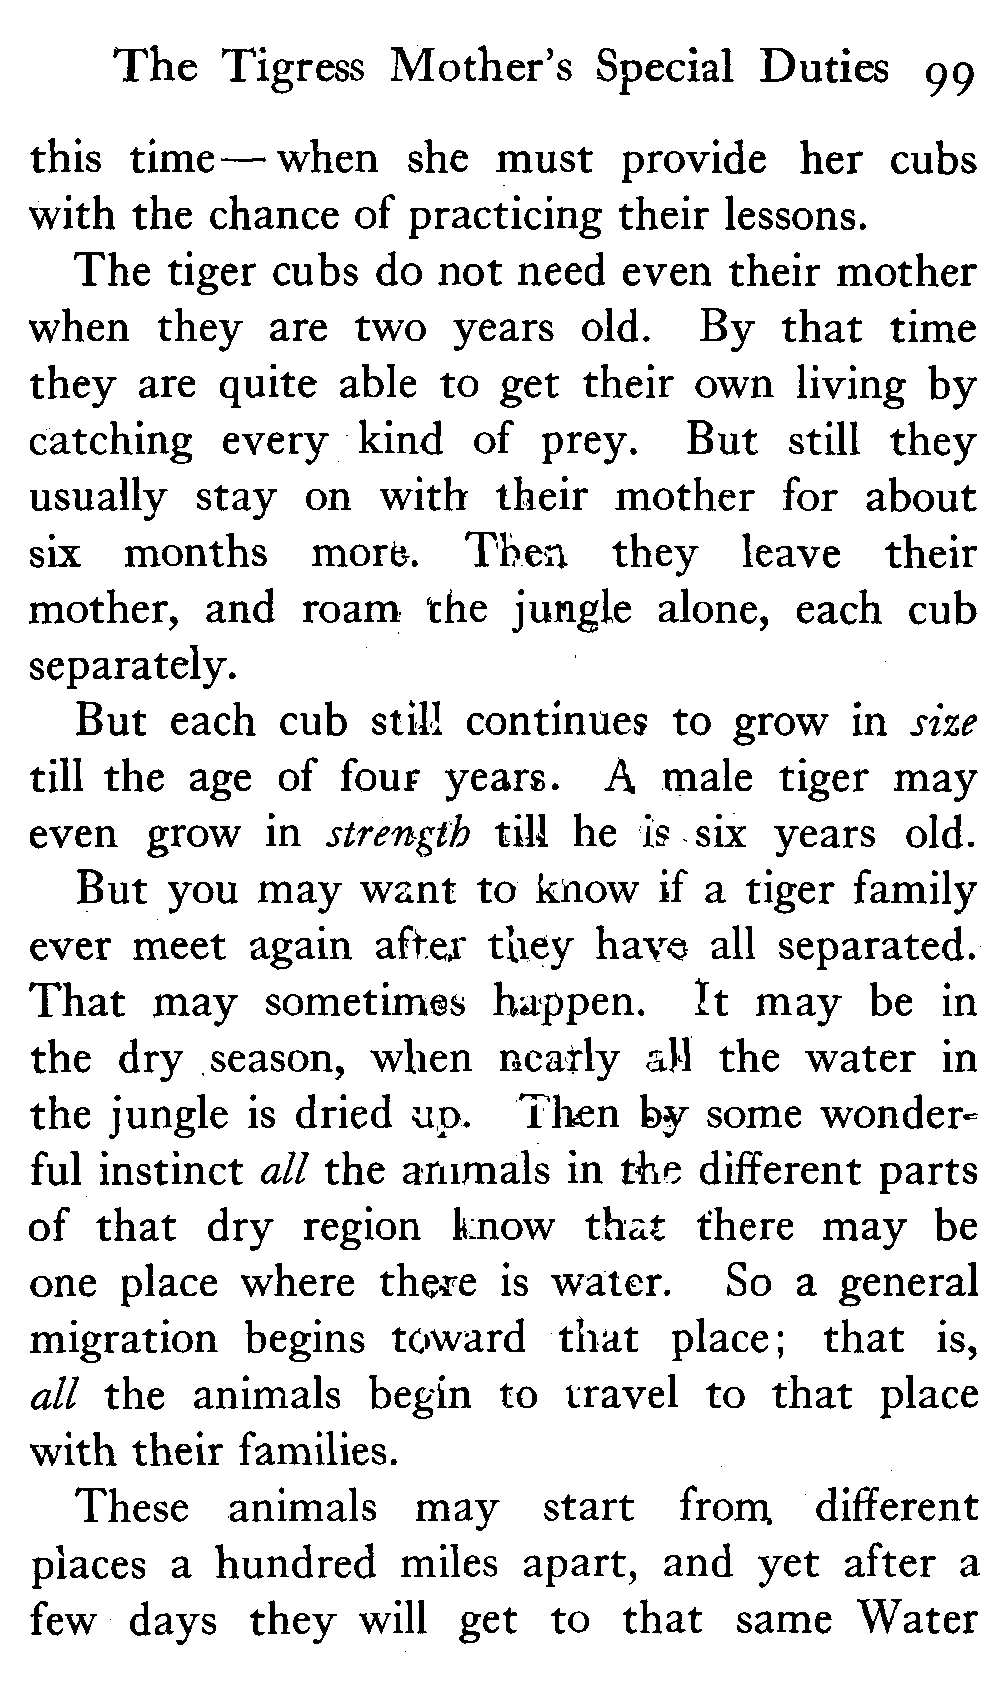 The Tigress Mother's Special Duties 99
this time—when she must provide her cubs
with the chance of practicing their lessons.
The tiger cubs do not need even their mother
when they are two years old. By that time
they are quite able to get their own living by
catching every kind of prey. But still they
usually stay on with their mother for about
six months more. Then they leave their
mother, and roam the jungle alone, each cub
separately.
But each cub still continues to grow in size
till the age of four years. A male tiger may
even grow in strength till he is six years old.
But you may want to know if a tiger family
ever meet again after they have all separated.
That may sometimes happen. It may be in
the dry season, when nearly all the water in
the jungle is dried up. Then by some wonder-
ful instinct all the animals in the different parts
of that dry region know that there may be
one place where there is water. So a general
migration begins toward that place; that is,
all the animals begin to travel to that place
with their families.
These animals may start from different
places a hundred miles apart, and yet after a
few days they will get to that same Water